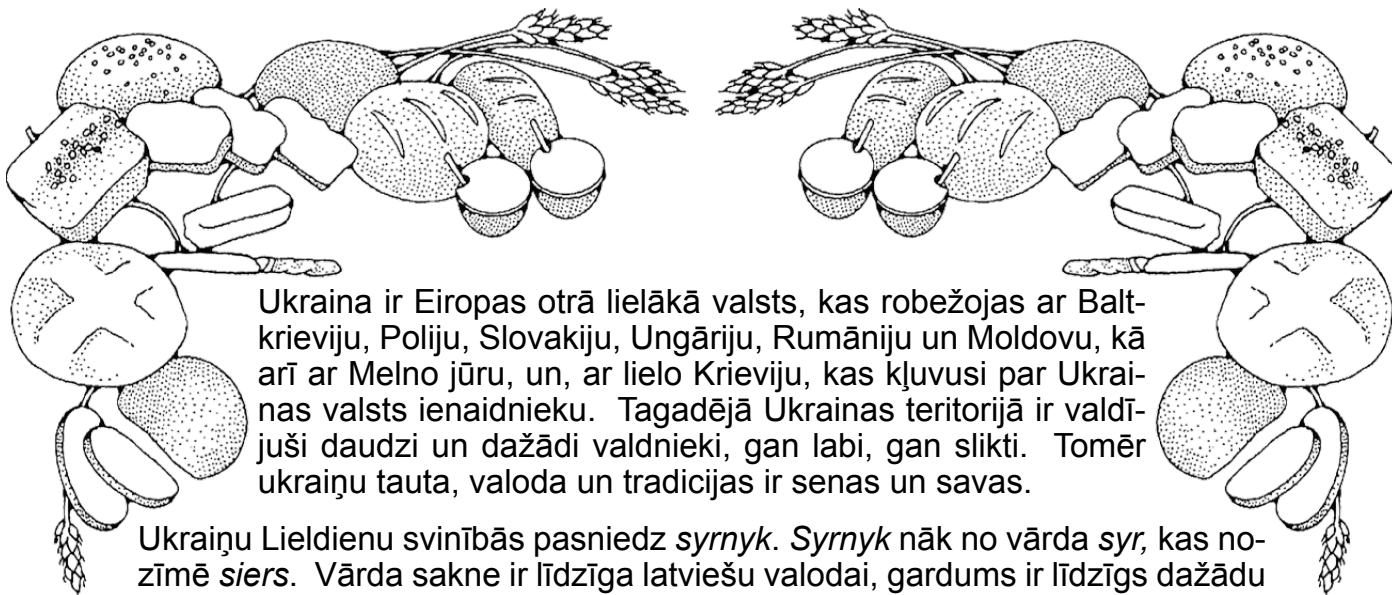 Ukraina ir Eiropas otrā lielākā valsts, kas robežojas ar Balt-
krieviju, Poliju, Slovakiju, Ungāriju, Rumāniju un Moldovu, kā
arī ar Melno jūru, un, ar lielo Krieviju, kas kļuvusi par Ukrai-
nas valsts ienaidnieku. Tagadējā Ukrainas teritorijā ir valdī-
juši daudzi un dažādi valdnieki, gan labi, gan slikti. Tomēr
ukraiņu tauta, valoda un tradicijas ir senas un savas.
Ukraiņu Lieldienu svinībās pasniedz syrnyk. Syrnyk nāk no vārda syr, kas no-
zīmē siers. Vārda sakne ir līdzīga latviešu valodai, gardums ir līdzīgs dažādu